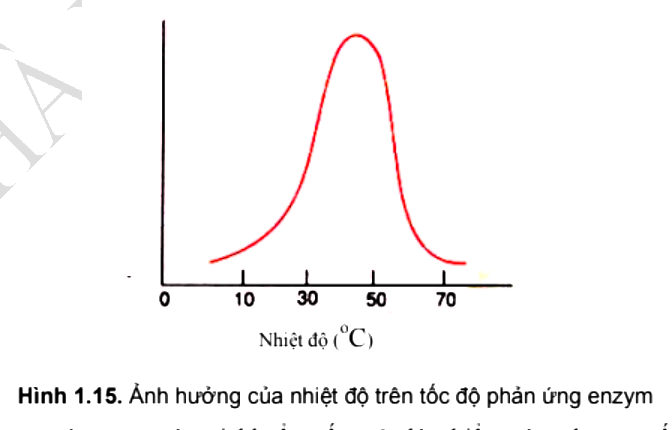 0 10 30 50 70
Nhiệt độ (°C)
Hình 1.15. Ảnh hưởng của nhiệt độ trên tốc độ phản ứng enzym